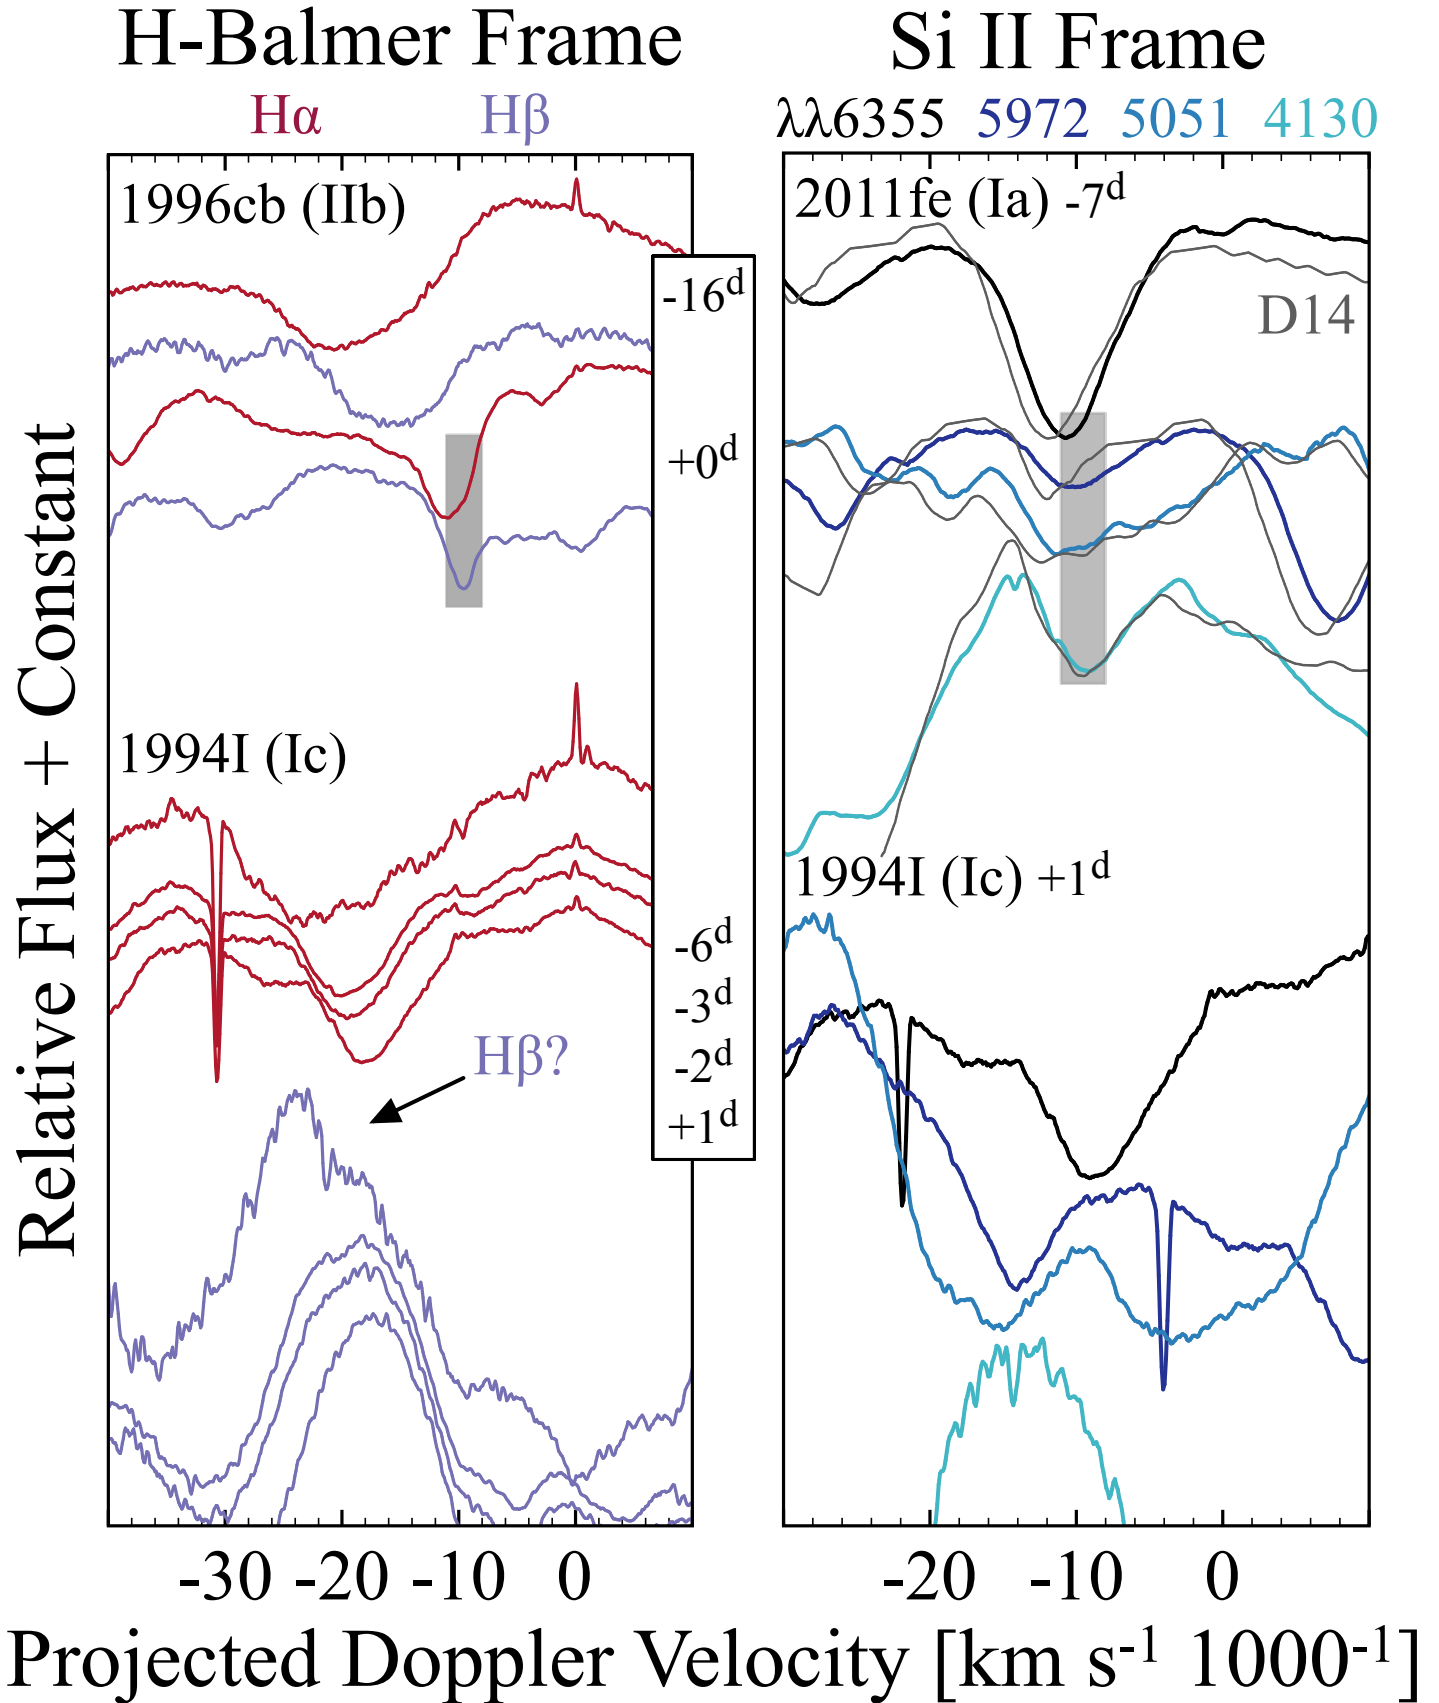 H-Balmer Frame
Hα Hβ
1996cb (IIb)
-16ᵈ
+0ᵈ
1994I (Ic)
-6ᵈ
-3ᵈ
-2ᵈ
+1ᵈ
Hβ?
Si II Frame
λλ6355 5972 5051 4130
2011fe (Ia) -7ᵈ
D14
1994I (Ic) +1ᵈ
Relative Flux + Constant
-30 -20 -10 0
-20 -10 0
Projected Doppler Velocity [km s⁻¹ 1000⁻¹]